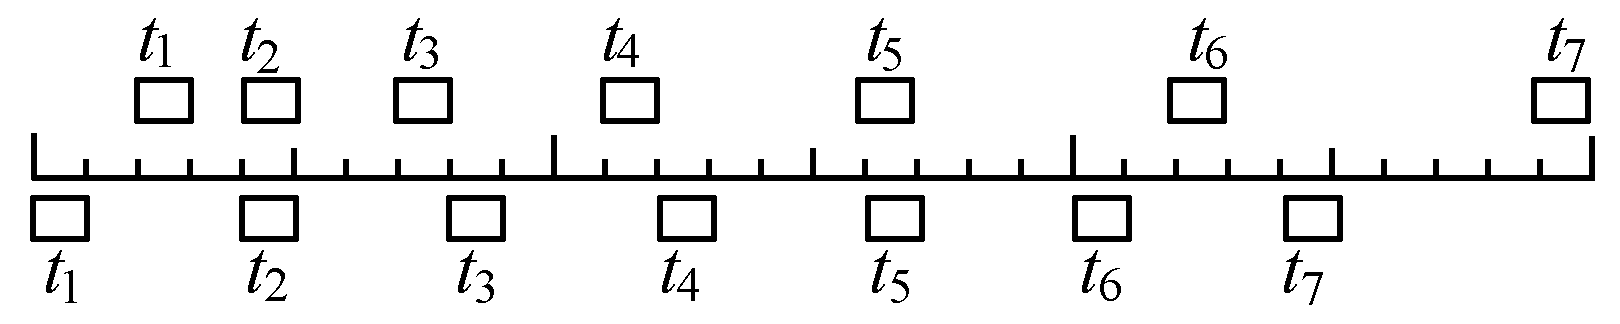 t₁ t₂ t₃ t₄ t₅ t₆ t₇
t₁ t₂ t₃ t₄ t₅ t₆ t₇